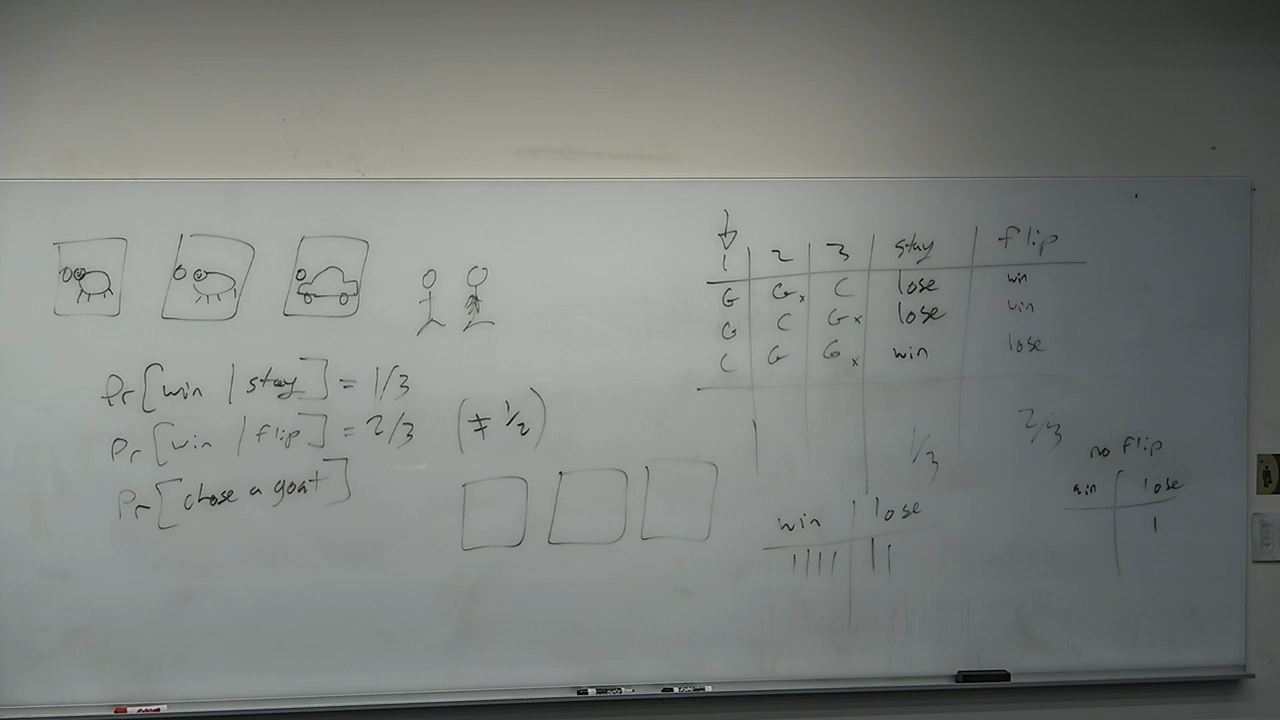 Pr[win | stay] = 1/3
Pr[win | flip] = 2/3 (≠ 1/2)
Pr[chose a goat]
1 2 3 stay flip
G G x C lose win
G C G x lose win
C G G x win lose
1/3 2/3
win lose
|||| ||
no flip
win lose
|